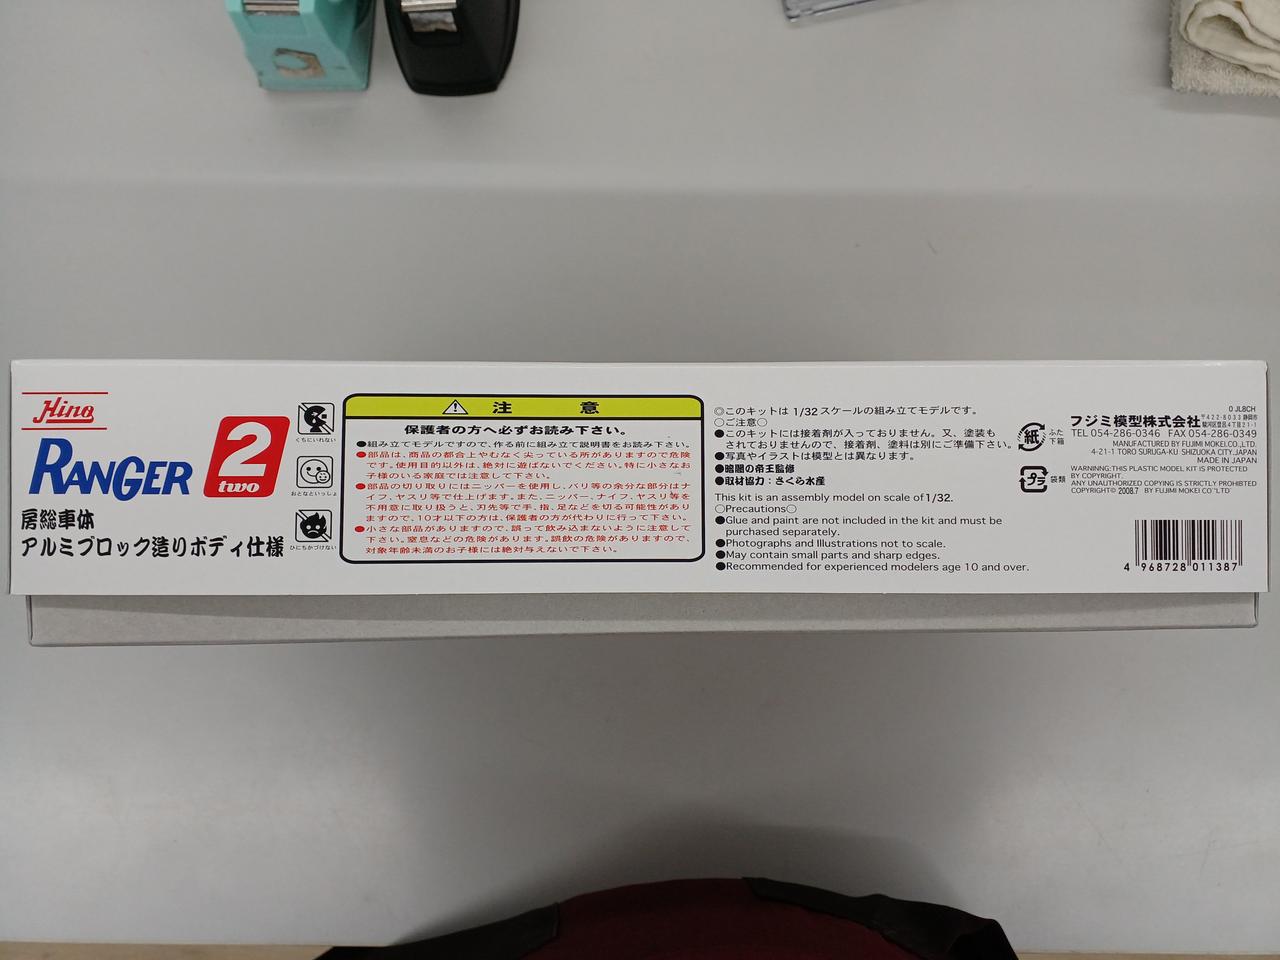 Hino
RANGER 2 two
房総車体
アルミブロック造りボディ仕様
くちにいれない
おとなといっしょ
ひにちかづけない
注 意
保護者の方へ必ずお読み下さい。
●組み立てモデルですので、作る前に組み立て説明書をお読み下さい。
●部品は、商品の都合上やむなく尖っている所がありますので危険
です。使用目的以外は、絶対に遊ばないでください。特に小さなお
子様のいる家庭では注意して下さい。
●部品の切り取りにはニッパーを使用し、バリ等の余分な部分はナ
イフ、ヤスリ等で仕上げます。また、ニッパー、ナイフ、ヤスリ等を
不用意に取り扱うと、刃先等で手、指、足などを切る可能性があり
ますので、10才以下の方は、保護者の方が代わりに行って下さい。
●小さな部品がありますので、誤って飲み込まないように注意して
下さい。窒息などの危険があります。誤飲の危険がありますので、
対象年齢未満のお子様には絶対与えないで下さい。
◎このキットは 1/32 スケールの組み立てモデルです。
〇ご注意〇
●このキットには接着剤が入っておりません。又、塗装も
されておりませんので、接着剤、塗料は別にご準備下さい。
●写真やイラストは模型とは異なります。
●暗闇の帝王監修
●取材協力：さくら水産
This kit is an assembly model on scale of 1/32.
〇Precautions〇
●Glue and paint are not included in the kit and must be
purchased separately.
●Photographs and Illustrations not to scale.
●May contain small parts and sharp edges.
●Recommended for experienced modelers age 10 and over.
紙
ふた
下箱
プラ
袋類
0 JL8CH
フジミ模型株式会社 〒422-8033 静岡市
駿河区登呂4丁目21-1
TEL 054-286-0346 FAX 054-286-0349
MANUFACTURED BY FUJIMI MOKEI.CO.,LTD.
4-21-1 TORO SURUGA-KU SHIZUOKA CITY.,JAPAN
MADE IN JAPAN
WARNINNG:THIS PLASTIC MODEL KIT IS PROTECTED
BY COPYRIGHT.
ANY UNAUTHORIZED COPYING IS STRICTLY PROHIBITED
COPYRIGHT© 2008.7 BY FUJIMI MOKEI CO ''LTD
4 968728 011387